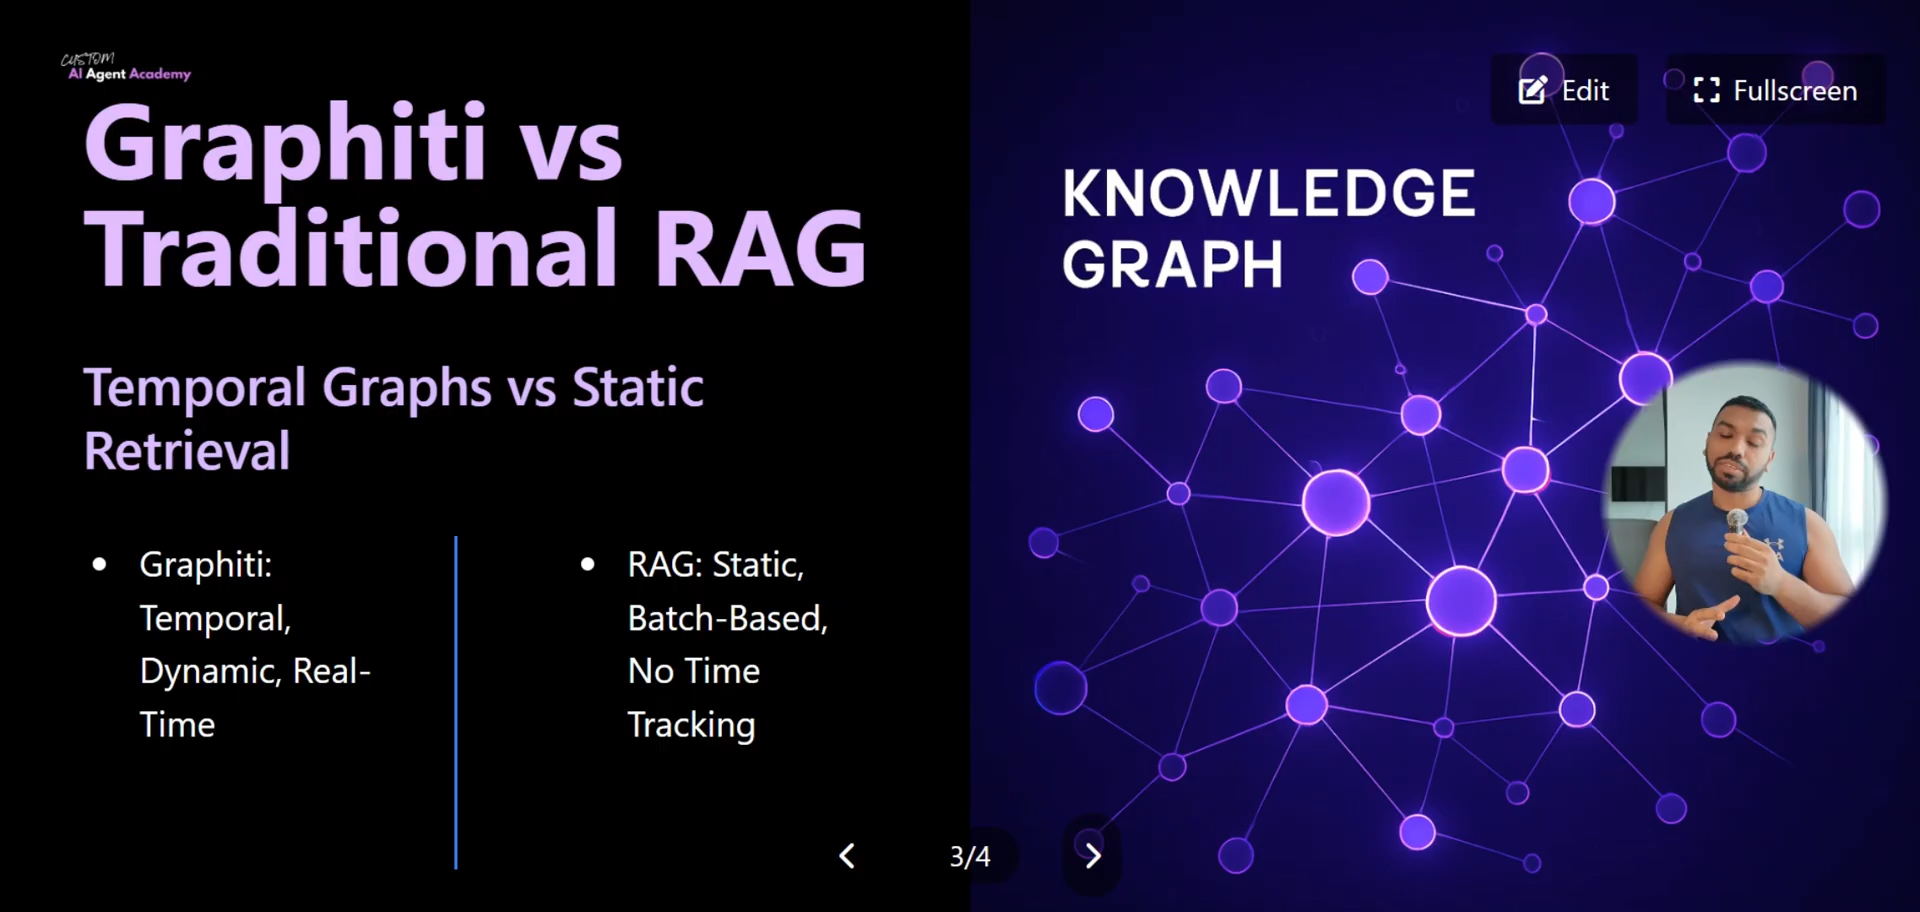 CUSTOM
AI Agent Academy
Graphiti vs
Traditional RAG
Temporal Graphs vs Static
Retrieval
• Graphiti:
Temporal,
Dynamic, Real-
Time
• RAG: Static,
Batch-Based,
No Time
Tracking
KNOWLEDGE
GRAPH
Edit
Fullscreen
3/4